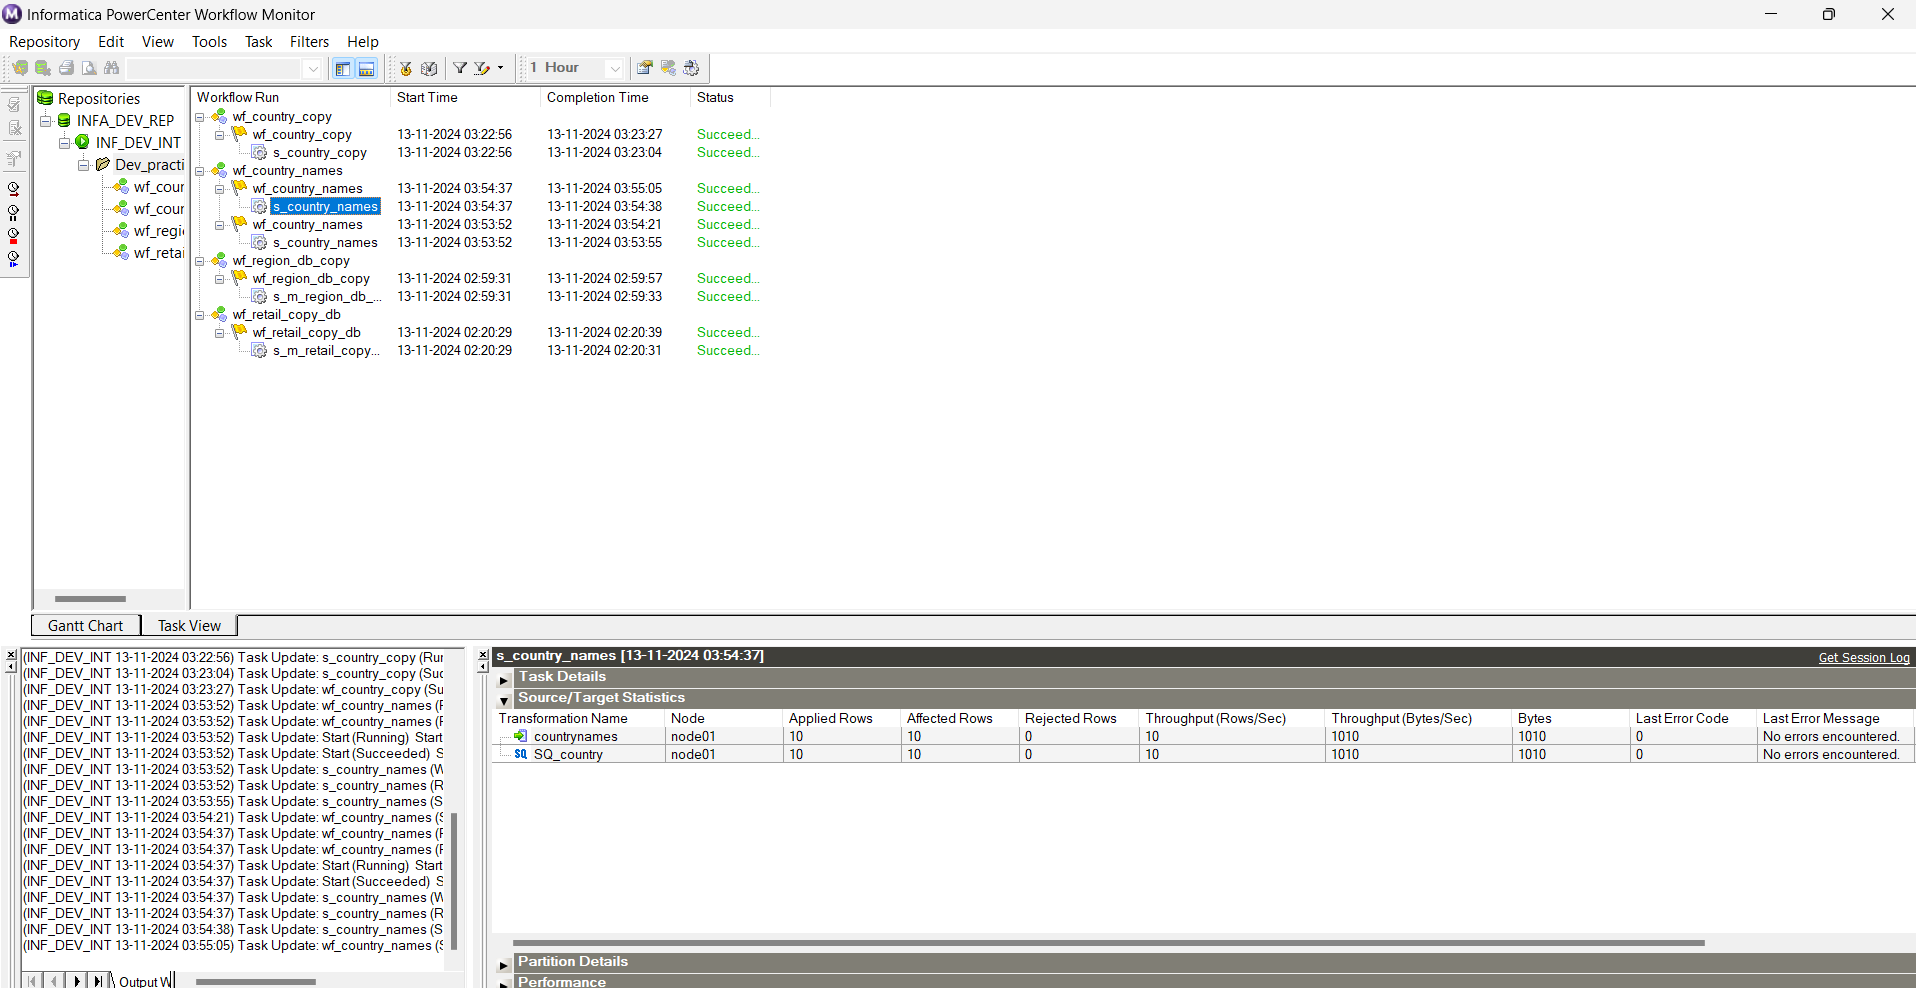 Informatica PowerCenter Workflow Monitor
Repository Edit View Tools Task Filters Help
1 Hour
Repositories
INFA_DEV_REP
INF_DEV_INT
Dev_practi
wf_cour
wf_cour
wf_regi
wf_retai
Workflow Run Start Time Completion Time Status
wf_country_copy
wf_country_copy 13-11-2024 03:22:56 13-11-2024 03:23:27 Succeed...
s_country_copy 13-11-2024 03:22:56 13-11-2024 03:23:04 Succeed...
wf_country_names
wf_country_names 13-11-2024 03:54:37 13-11-2024 03:55:05 Succeed...
s_country_names 13-11-2024 03:54:37 13-11-2024 03:54:38 Succeed...
wf_country_names 13-11-2024 03:53:52 13-11-2024 03:54:21 Succeed...
s_country_names 13-11-2024 03:53:52 13-11-2024 03:53:55 Succeed...
wf_region_db_copy
wf_region_db_copy 13-11-2024 02:59:31 13-11-2024 02:59:57 Succeed...
s_m_region_db_... 13-11-2024 02:59:31 13-11-2024 02:59:33 Succeed...
wf_retail_copy_db
wf_retail_copy_db 13-11-2024 02:20:29 13-11-2024 02:20:39 Succeed...
s_m_retail_copy... 13-11-2024 02:20:29 13-11-2024 02:20:31 Succeed...
Gantt Chart Task View
(INF_DEV_INT 13-11-2024 03:22:56) Task Update: s_country_copy (Rur
(INF_DEV_INT 13-11-2024 03:23:04) Task Update: s_country_copy (Suc
(INF_DEV_INT 13-11-2024 03:23:27) Task Update: wf_country_copy (Su
(INF_DEV_INT 13-11-2024 03:53:52) Task Update: wf_country_names (F
(INF_DEV_INT 13-11-2024 03:53:52) Task Update: wf_country_names (F
(INF_DEV_INT 13-11-2024 03:53:52) Task Update: Start (Running) Start
(INF_DEV_INT 13-11-2024 03:53:52) Task Update: Start (Succeeded) S
(INF_DEV_INT 13-11-2024 03:53:52) Task Update: s_country_names (W
(INF_DEV_INT 13-11-2024 03:53:52) Task Update: s_country_names (R
(INF_DEV_INT 13-11-2024 03:53:55) Task Update: s_country_names (S
(INF_DEV_INT 13-11-2024 03:54:21) Task Update: wf_country_names (S
(INF_DEV_INT 13-11-2024 03:54:37) Task Update: wf_country_names (F
(INF_DEV_INT 13-11-2024 03:54:37) Task Update: wf_country_names (F
(INF_DEV_INT 13-11-2024 03:54:37) Task Update: Start (Running) Start
(INF_DEV_INT 13-11-2024 03:54:37) Task Update: Start (Succeeded) S
(INF_DEV_INT 13-11-2024 03:54:37) Task Update: s_country_names (W
(INF_DEV_INT 13-11-2024 03:54:37) Task Update: s_country_names (R
(INF_DEV_INT 13-11-2024 03:54:38) Task Update: s_country_names (S
(INF_DEV_INT 13-11-2024 03:55:05) Task Update: wf_country_names (S
Output W
s_country_names [13-11-2024 03:54:37] Get Session Log
Task Details
Source/Target Statistics
Transformation Name Node Applied Rows Affected Rows Rejected Rows Throughput (Rows/Sec) Throughput (Bytes/Sec) Bytes Last Error Code Last Error Message
countrynames node01 10 10 0 10 1010 1010 0 No errors encountered.
SQ SQ_country node01 10 10 0 10 1010 1010 0 No errors encountered.
Partition Details
Performance